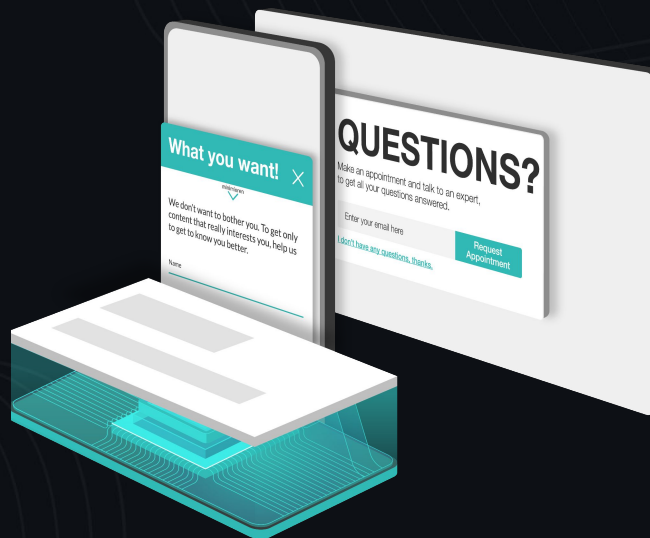 What you want!
minimieren
We don't want to bother you. To get only
content that really interests you, help us
to get to know you better.
Name
QUESTIONS?
Make an appointment and talk to an expert,
to get all your questions answered.
Enter your email here
Request
Appointment
I don't have any questions, thanks.